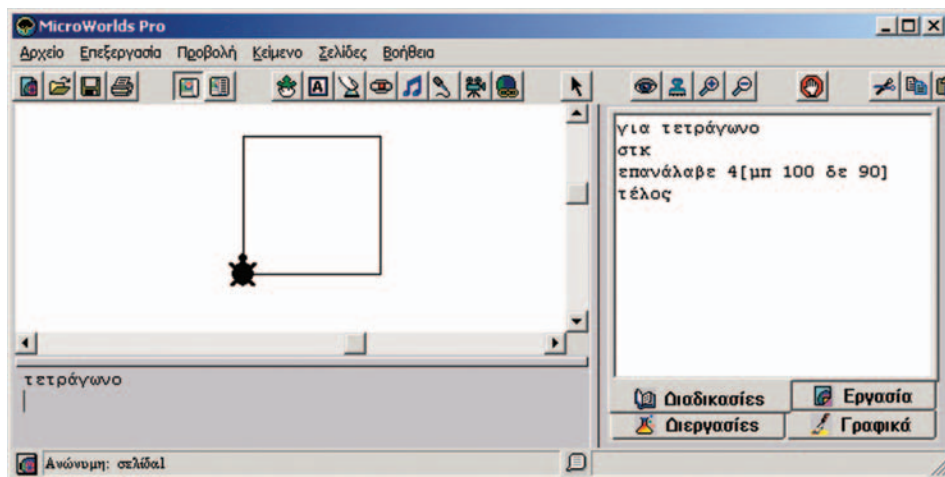 MicroWorlds Pro
Αρχείο Επεξεργασία Προβολή Κείμενο Σελίδες Βοήθεια
για τετράγωνο
στκ
επανάλαβε 4[μπ 100 δε 90]
τέλος
τετράγωνο
Διαδικασίες Εργασία
Διεργασίες Γραφικά
Ανώνυμη: σελίδα1